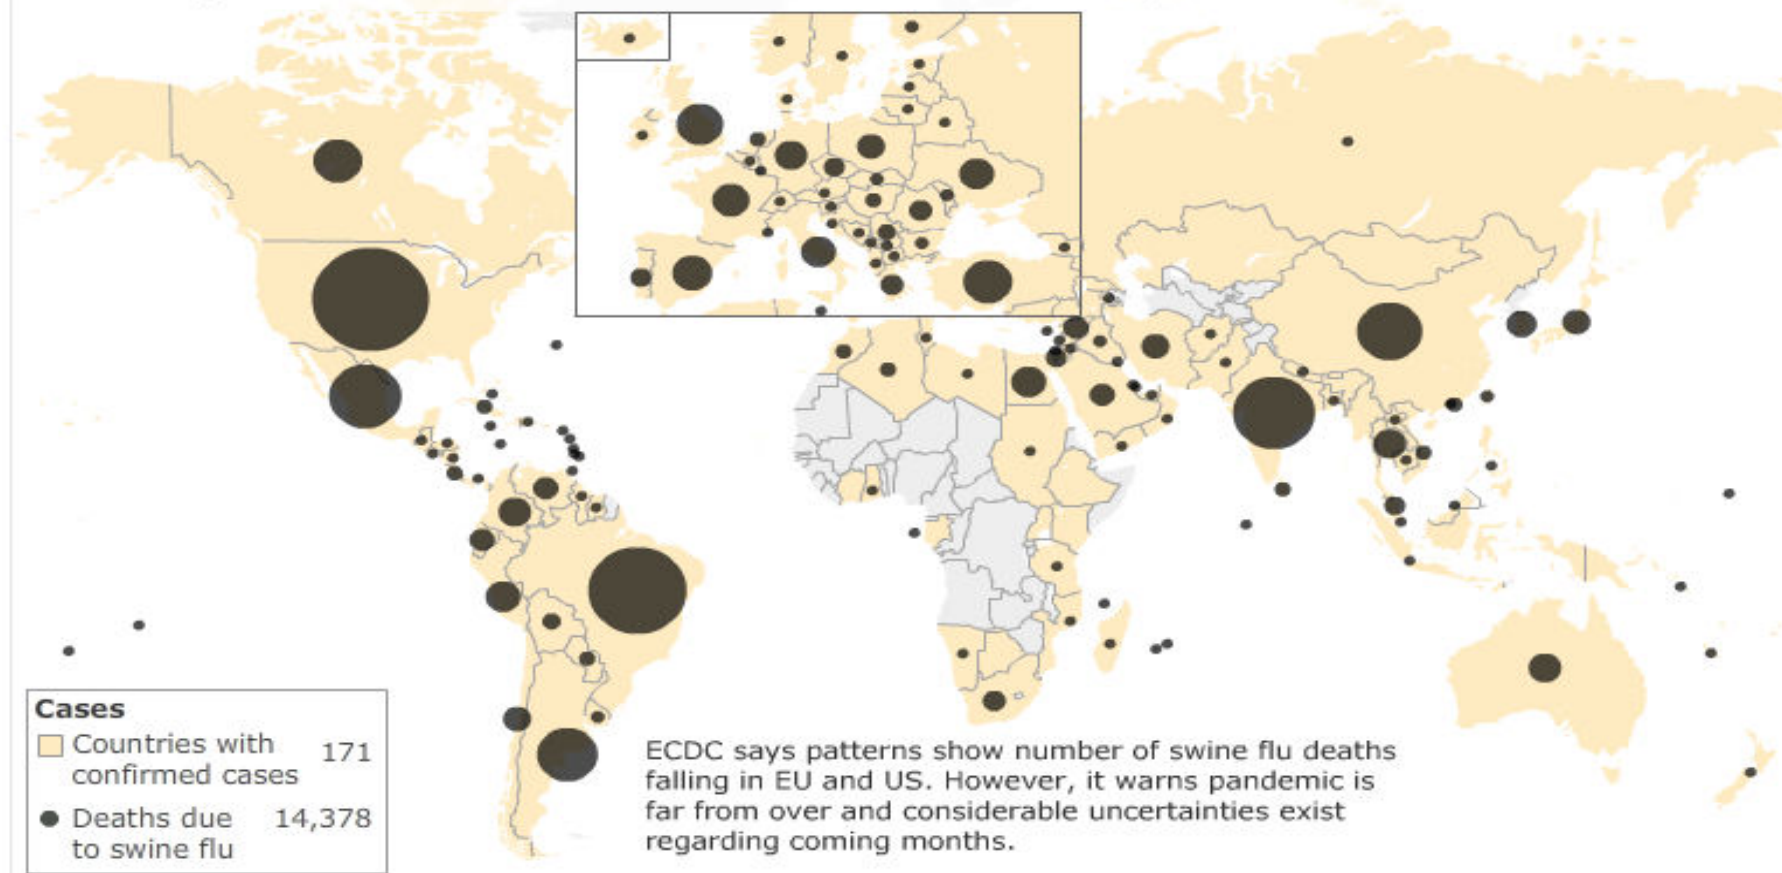 Cases
Countries with
confirmed cases 171
Deaths due
to swine flu 14,378
ECDC says patterns show number of swine flu deaths
falling in EU and US. However, it warns pandemic is
far from over and considerable uncertainties exist
regarding coming months.